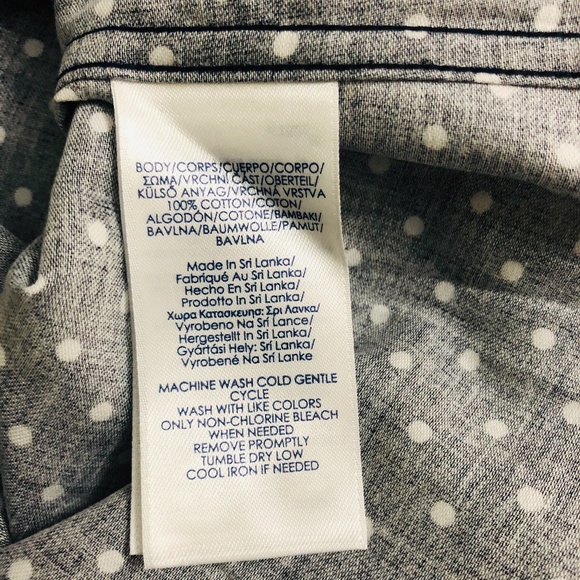 BODY/CORPS/CUERPO/CORPO/
ΣΩΜΑ/VRCHNÍ ČÁST/OBERTEIL/
KÜLSŐ ANYAG/VRCHNÁ VRSTVA
100% COTTON/COTON/
ALGODÓN/COTONE/ΒΑΜΒΑΚΙ/
BAVLNA/BAUMWOLLE/PAMUT/
BAVLNA
Made In Sri Lanka/
Fabriqué Au Sri Lanka/
Hecho En Sri Lanka/
Prodotto In Sri Lanka/
Χωρα Κατασκευησ: Σρι Λανκα/
Vyrobeno Na Srí Lance/
Hergestellt In Sri Lanka/
Gyártási Hely: Sri Lanka/
Vyrobené Na Srí Lanke
MACHINE WASH COLD GENTLE
CYCLE
WASH WITH LIKE COLORS
ONLY NON-CHLORINE BLEACH
WHEN NEEDED
REMOVE PROMPTLY
TUMBLE DRY LOW
COOL IRON IF NEEDED